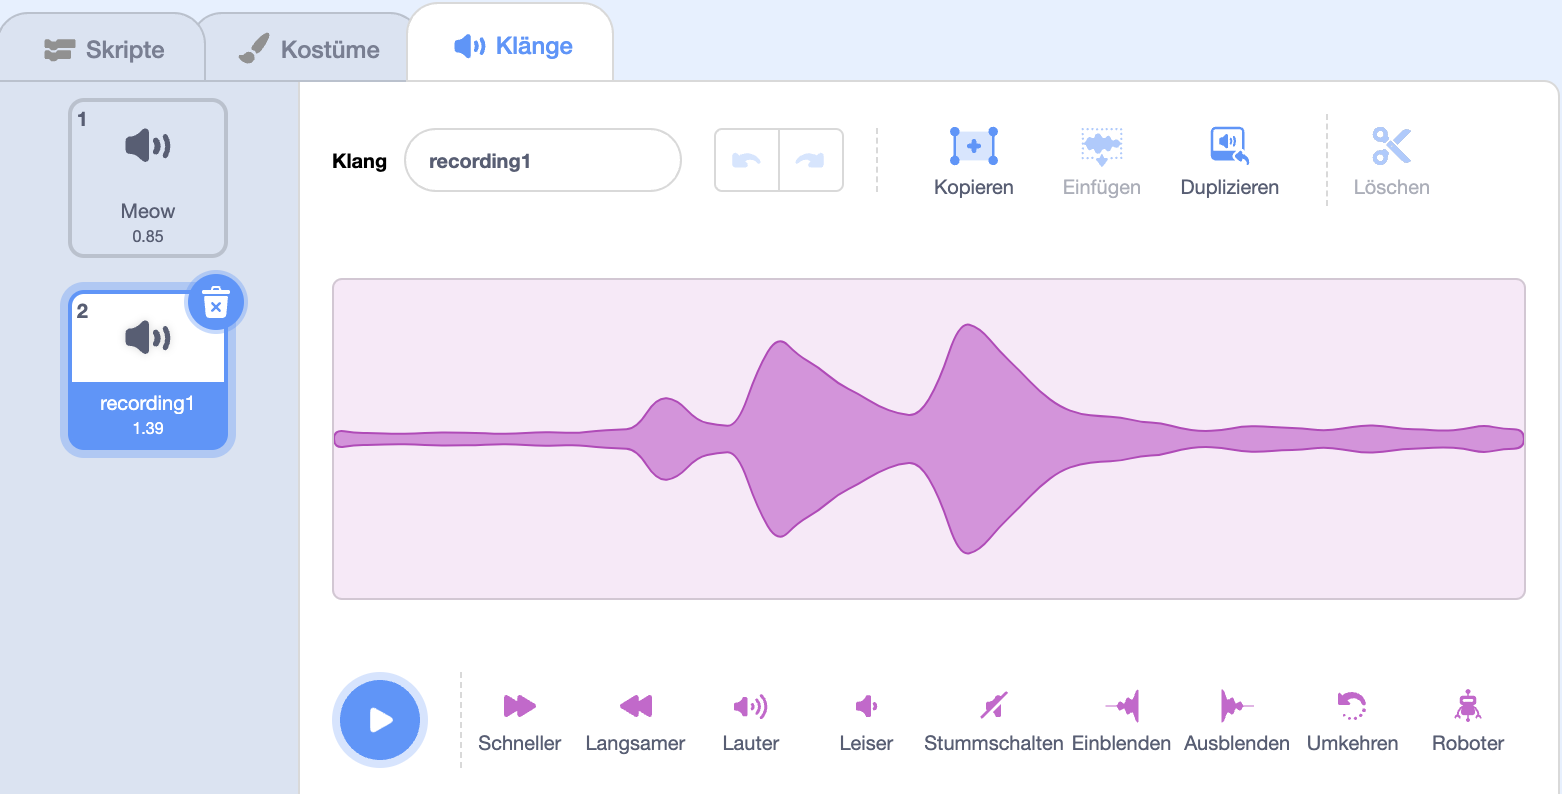 Skripte
Kostüme
Klänge
1
Meow
0.85
2
recording1
1.39
Klang
recording1
Kopieren
Einfügen
Duplizieren
Löschen
Schneller
Langsamer
Lauter
Leiser
Stummschalten
Einblenden
Ausblenden
Umkehren
Roboter